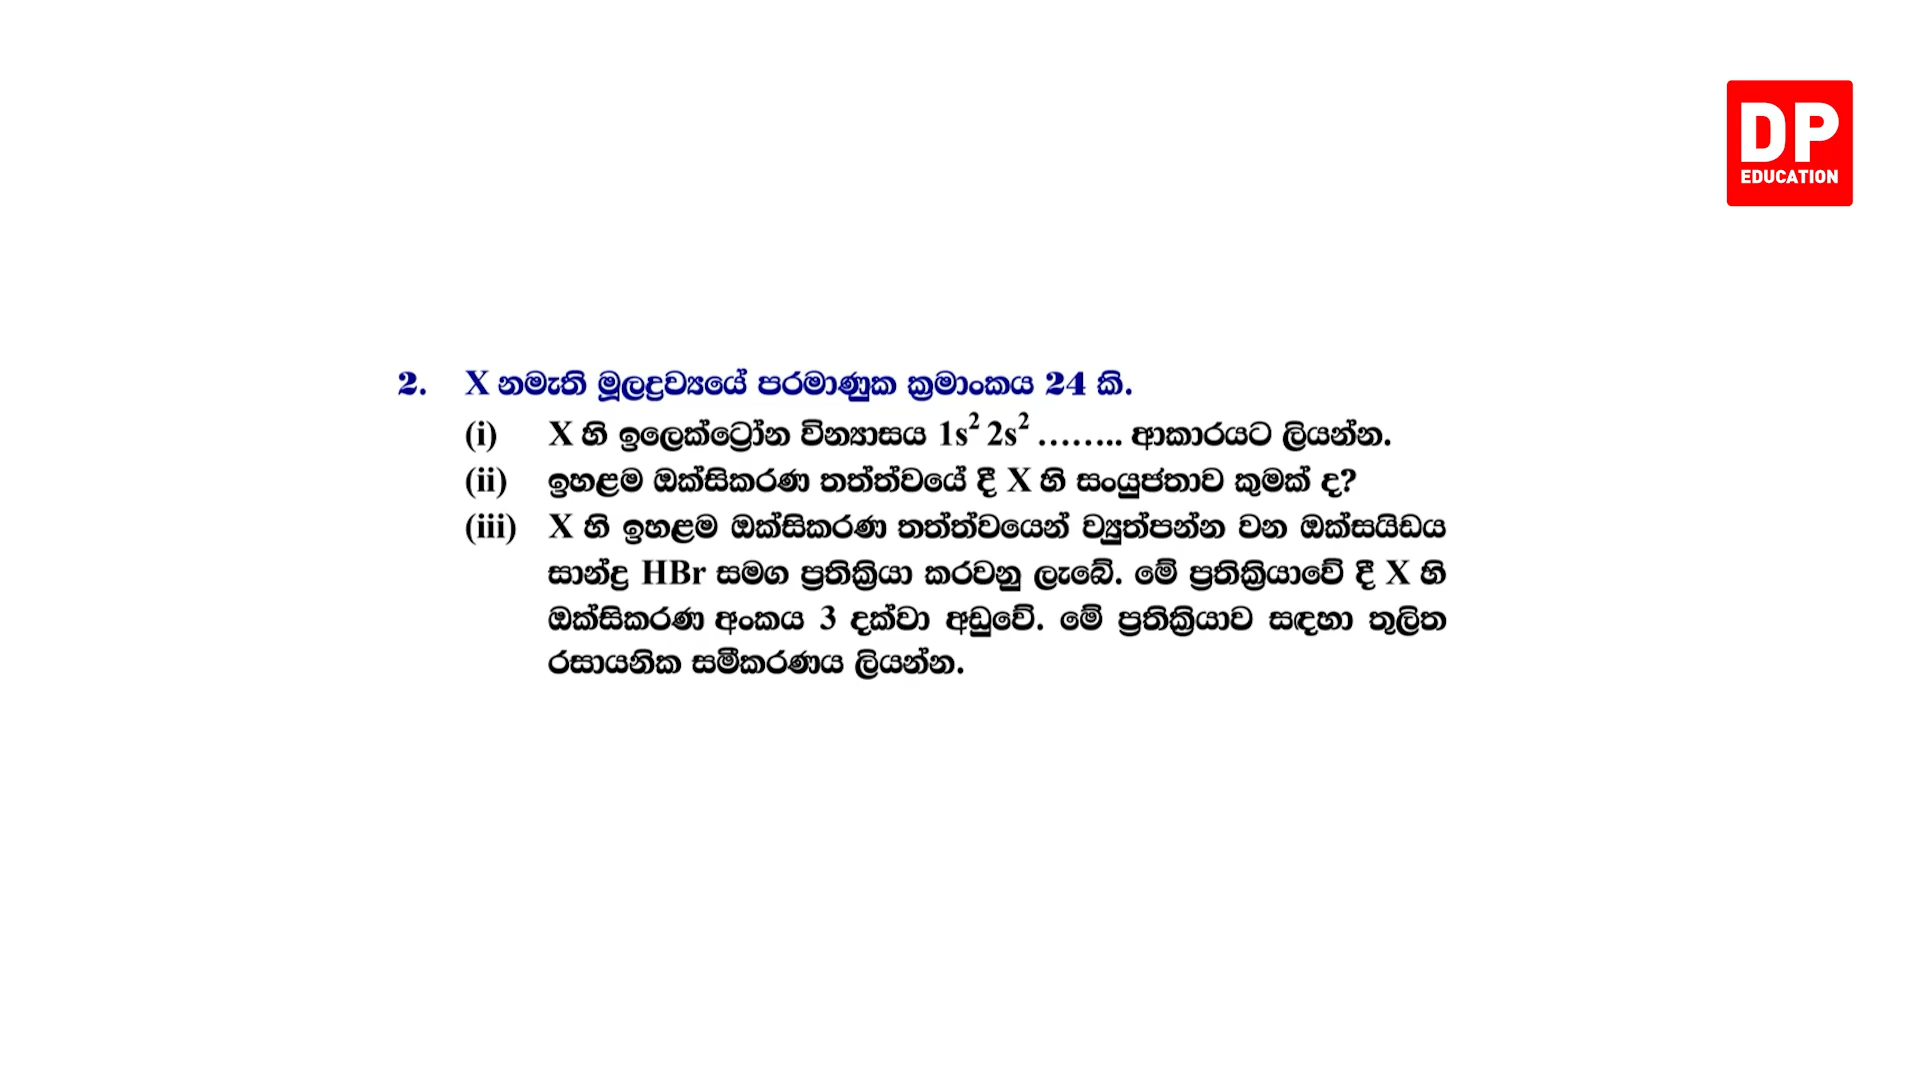 DP
EDUCATION
2. X නමැති මූලද්‍රව්‍යයේ පරමාණුක ක්‍රමාංකය 24 කි.
(i) X හි ඉලෙක්ට්‍රෝන වින්‍යාසය 1s² 2s² …….. ආකාරයට ලියන්න.
(ii) ඉහළම ඔක්සිකරණ තත්ත්වයේ දී X හි සංයුජතාව කුමක් ද?
(iii) X හි ඉහළම ඔක්සිකරණ තත්ත්වයෙන් ව්‍යුත්පන්න වන ඔක්සයිඩය
සාන්ද්‍ර HBr සමග ප්‍රතික්‍රියා කරවනු ලැබේ. මේ ප්‍රතික්‍රියාවේ දී X හි
ඔක්සිකරණ අංකය 3 දක්වා අඩුවේ. මේ ප්‍රතික්‍රියාව සඳහා තුලිත
රසායනික සමීකරණය ලියන්න.